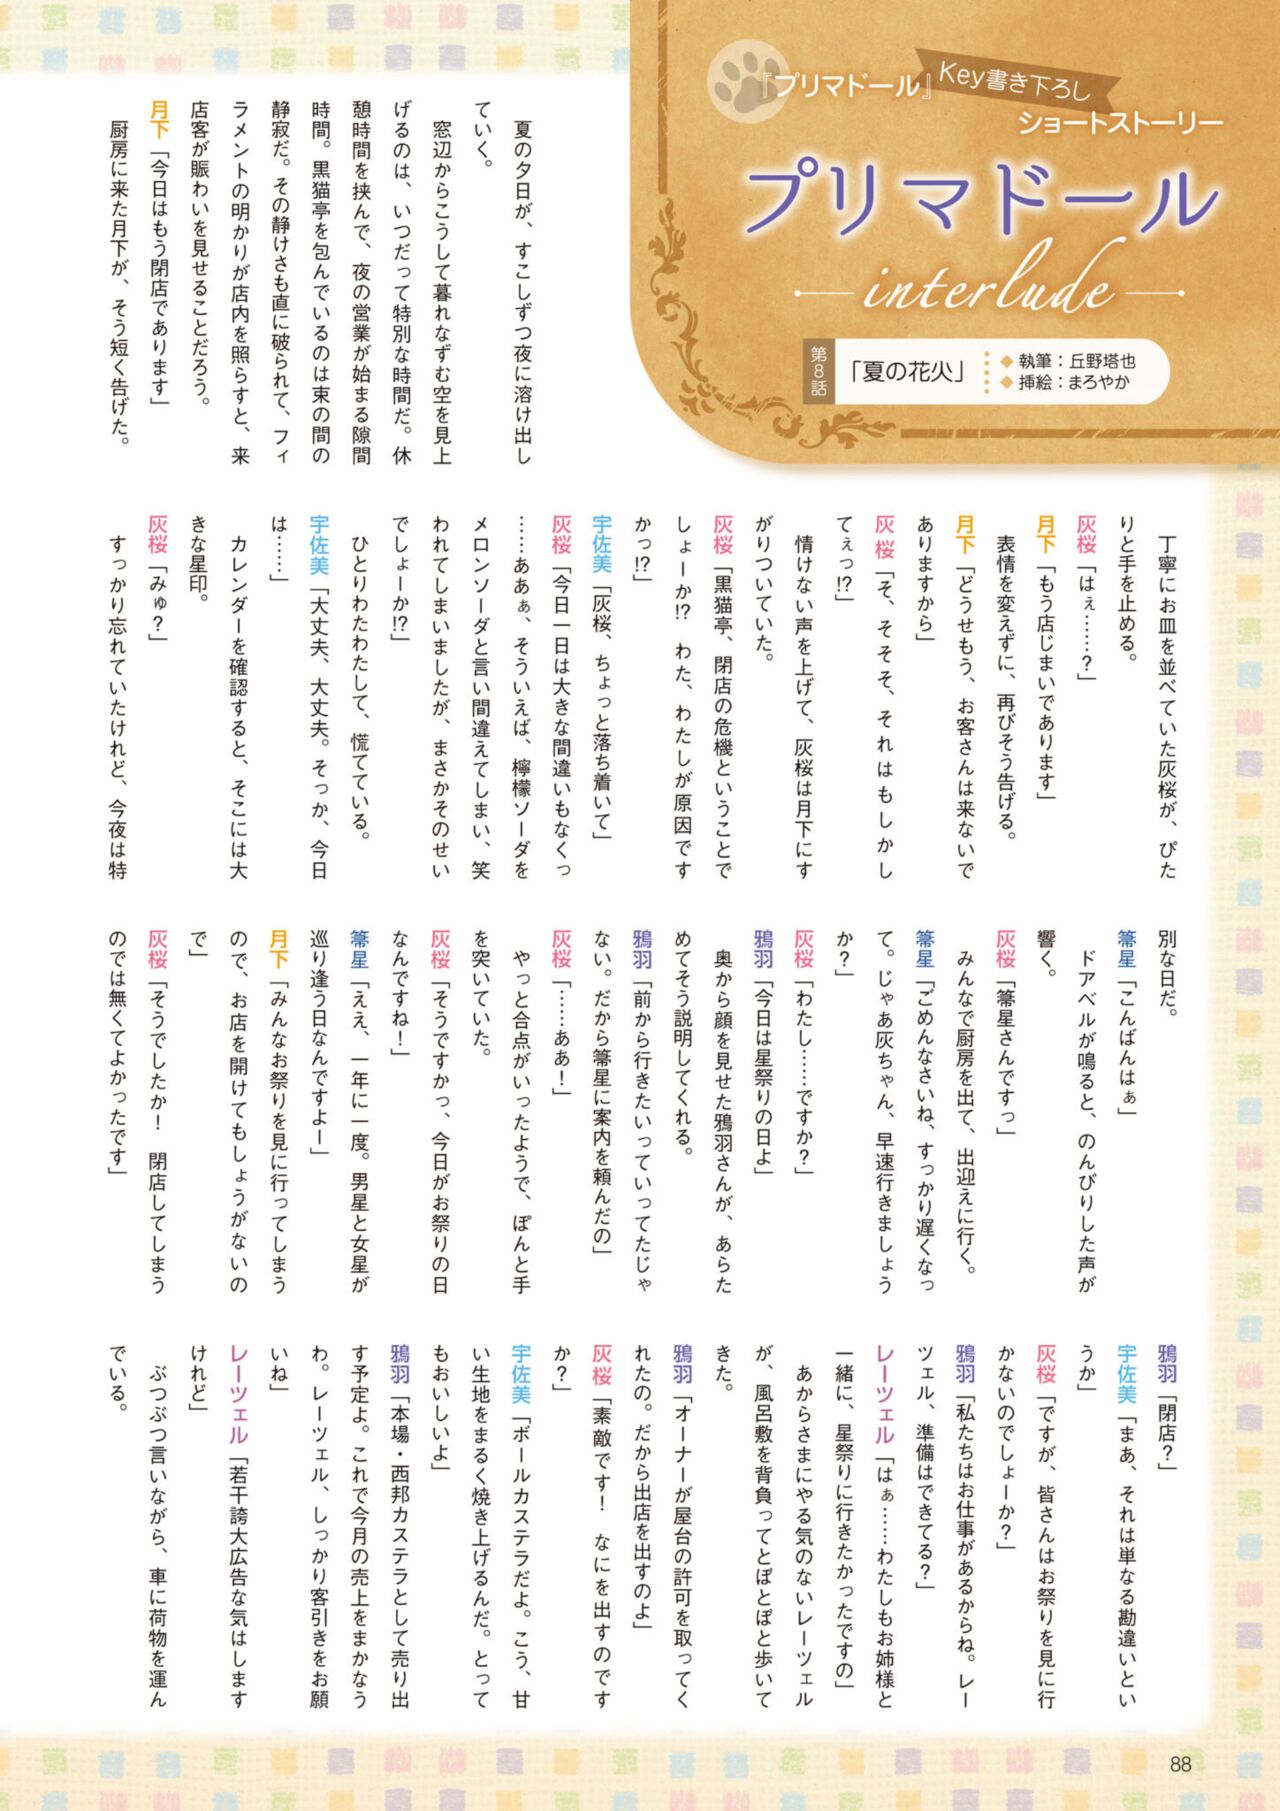 『プリマドール』Key書き下ろし
ショートストーリー
プリマドール
interlude
第8話
「夏の花火」
◆執筆：丘野塔也
◆挿絵：まろやか
夏の夕日が、すこしずつ夜に溶け出し
ていく。
窓辺からこうして暮れなずむ空を見上
げるのは、いつだって特別な時間だ。休
憩時間を挟んで、夜の営業が始まる隙間
時間。黒猫亭を包んでいるのは束の間の
静寂だ。その静けさも直に破られて、フィ
ラメントの明かりが店内を照らすと、来
店客が賑わいを見せることだろう。
月下「今日はもう閉店であります」
厨房に来た月下が、そう短く告げた。
丁寧にお皿を並べていた灰桜が、ぴた
りと手を止める。
灰桜「はぇ……？」
月下「もう店じまいであります」
表情を変えずに、再びそう告げる。
月下「どうせもう、お客さんは来ないで
ありますから」
灰桜「そ、そそそ、それはもしかし
てぇっ!?」
情けない声を上げて、灰桜は月下にす
がりついていた。
灰桜「黒猫亭、閉店の危機ということで
しょーか!?　わた、わたしが原因です
かっ!?」
宇佐美「灰桜、ちょっと落ち着いて」
灰桜「今日一日は大きな間違いもなくっ
……ああぁ、そういえば、檸檬ソーダを
メロンソーダと言い間違えてしまい、笑
われてしまいましたが、まさかそのせい
でしょーか!?」
ひとりわたわたして、慌てている。
宇佐美「大丈夫、大丈夫。そっか、今日
は……」
カレンダーを確認すると、そこには大
きな星印。
灰桜「みゅ？」
すっかり忘れていたけれど、今夜は特
別な日だ。
箒星「こんばんはぁ」
ドアベルが鳴ると、のんびりした声が
響く。
灰桜「箒星さんですっ」
みんなで厨房を出て、出迎えに行く。
箒星「ごめんなさいね、すっかり遅くなっ
て。じゃあ灰ちゃん、早速行きましょう
か？」
灰桜「わたし……ですか？」
鴉羽「今日は星祭りの日よ」
奥から顔を見せた鴉羽さんが、あらた
めてそう説明してくれる。
鴉羽「前から行きたいっていってたじゃ
ない。だから箒星に案内を頼んだの」
灰桜「……ああ！」
やっと合点がいったようで、ぽんと手
を突いていた。
灰桜「そうですかっ、今日がお祭りの日
なんですね！」
箒星「ええ、一年に一度。男星と女星が
巡り逢う日なんですよー」
月下「みんなお祭りを見に行ってしまう
ので、お店を開けてもしょうがないの
で」
灰桜「そうでしたか！　閉店してしまう
のでは無くてよかったです」
鴉羽「閉店？」
宇佐美「まあ、それは単なる勘違いとい
うか」
灰桜「ですが、皆さんはお祭りを見に行
かないのでしょーか？」
鴉羽「私たちはお仕事があるからね。レー
ツェル、準備はできてる？」
レーツェル「はぁ……わたしもお姉様と
一緒に、星祭りに行きたかったですの」
あからさまにやる気のないレーツェル
が、風呂敷を背負ってとぼとぼと歩いて
きた。
鴉羽「オーナーが屋台の許可を取ってく
れたの。だから出店を出すのよ」
灰桜「素敵です！　なにを出すのです
か？」
宇佐美「ボールカステラだよ。こう、甘
い生地をまるく焼き上げるんだ。とって
もおいしいよ」
鴉羽「本場・西邦カステラとして売り出
す予定よ。これで今月の売上をまかなう
わ。レーツェル、しっかり客引きをお願
いね」
レーツェル「若干誇大広告な気はします
けれど」
ぶつぶつ言いながら、車に荷物を運ん
でいる。
88